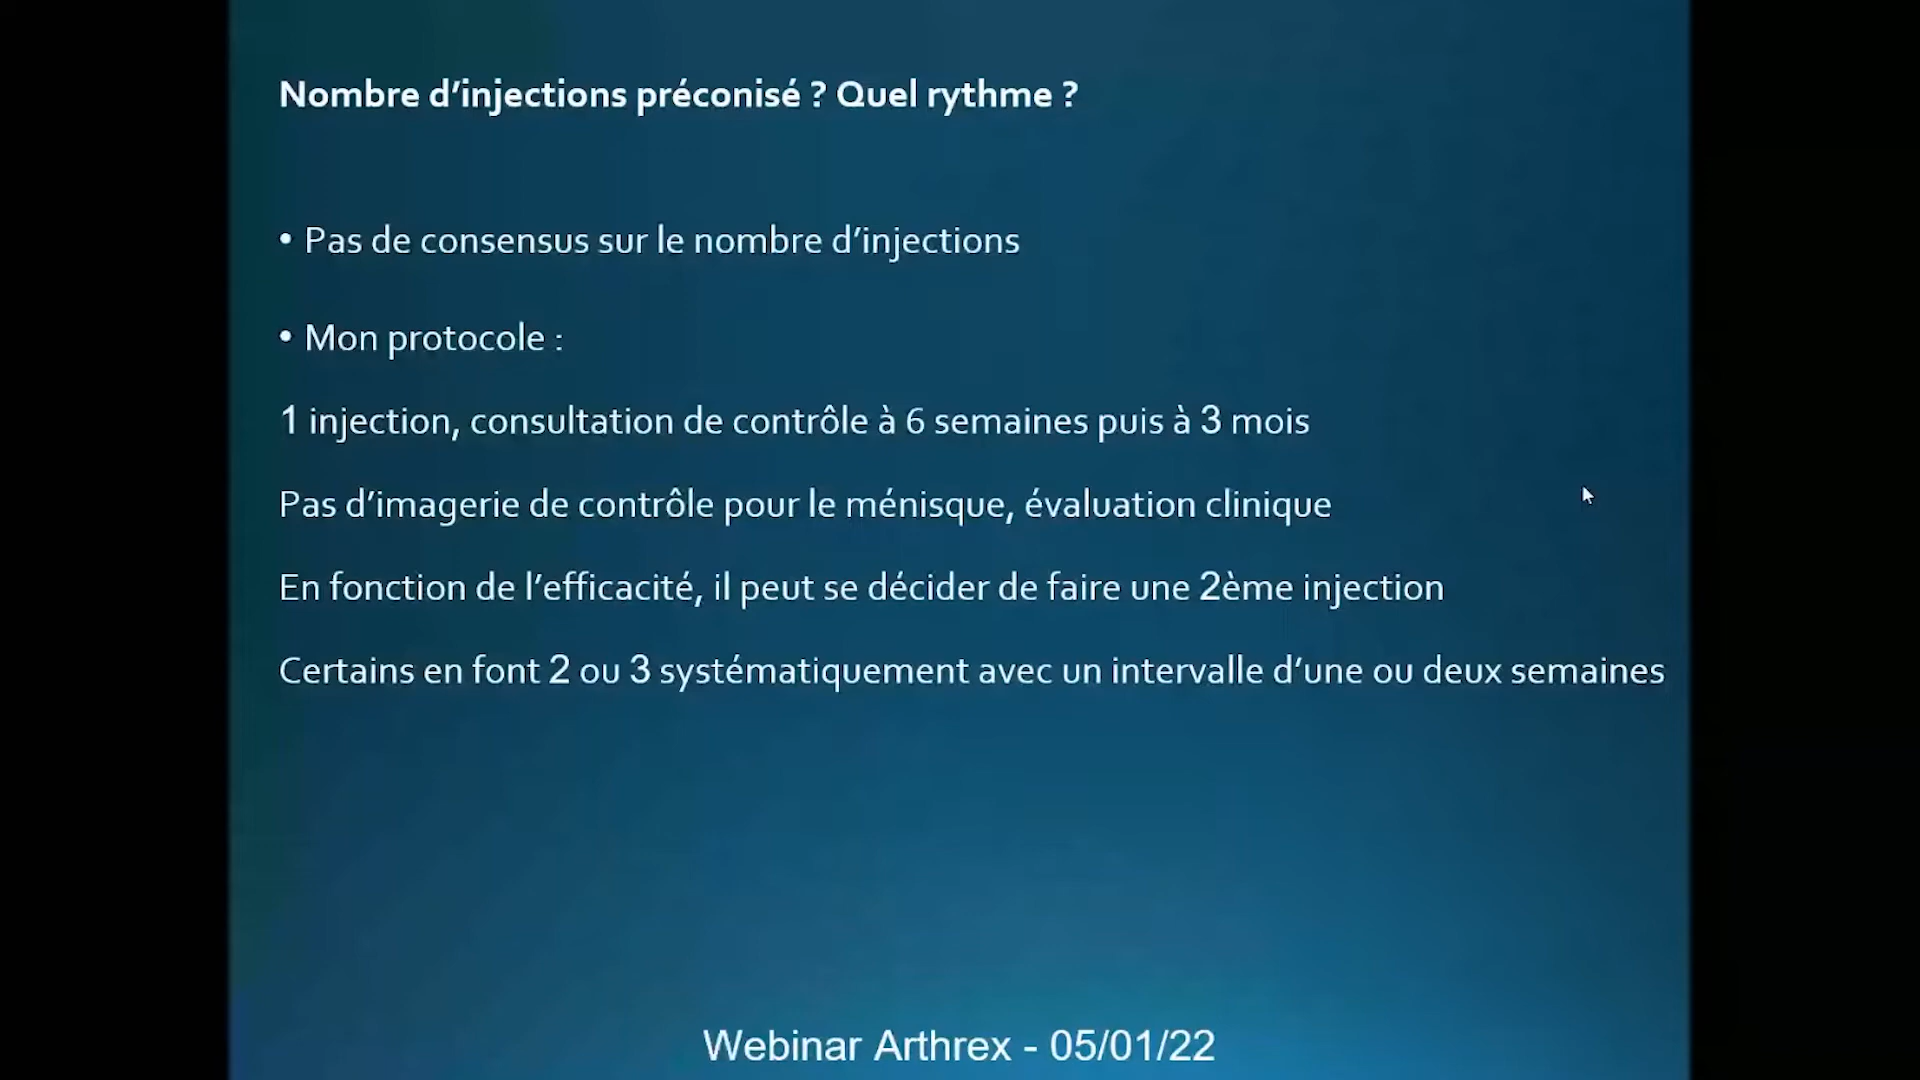 Nombre d’injections préconisé ? Quel rythme ?
• Pas de consensus sur le nombre d’injections
• Mon protocole :
1 injection, consultation de contrôle à 6 semaines puis à 3 mois
Pas d’imagerie de contrôle pour le ménisque, évaluation clinique
En fonction de l’efficacité, il peut se décider de faire une 2ème injection
Certains en font 2 ou 3 systématiquement avec un intervalle d’une ou deux semaines
Webinar Arthrex - 05/01/22